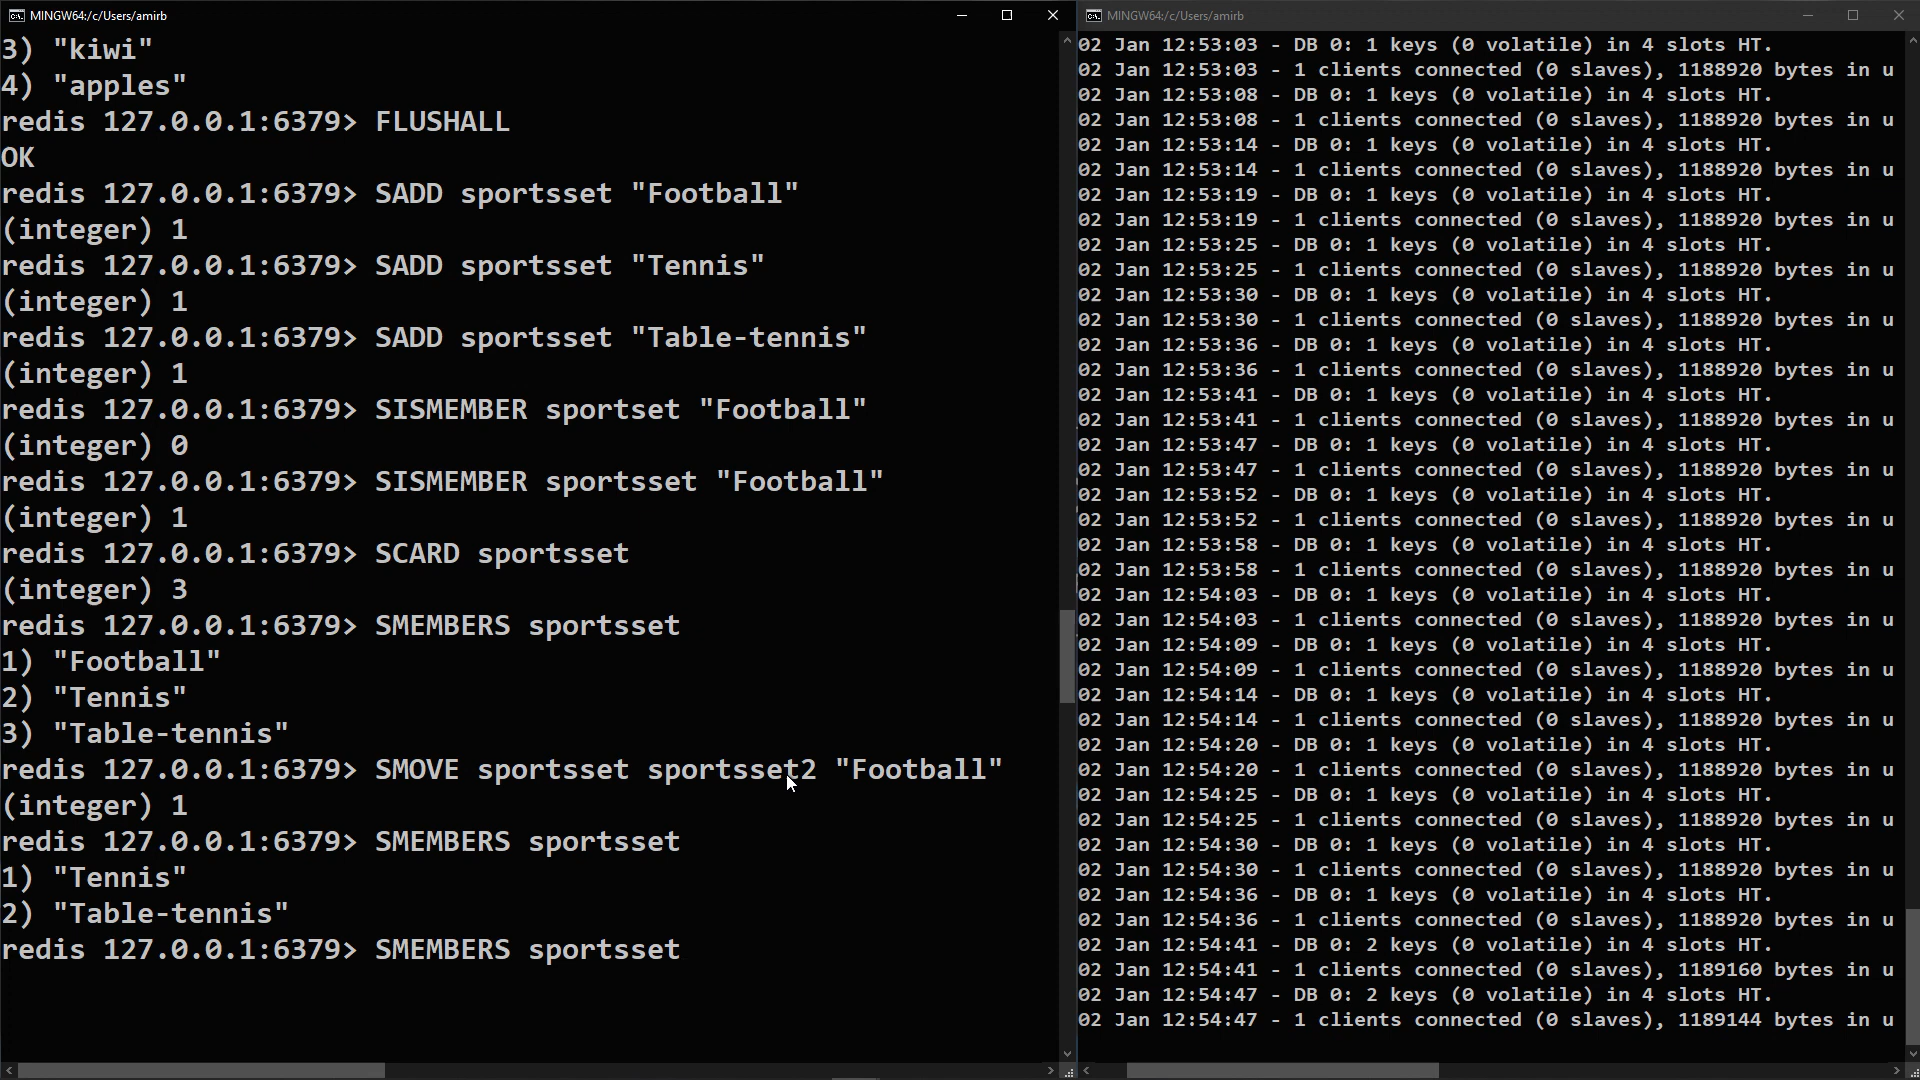 MINGW64:/c/Users/amirb
3) "kiwi"
4) "apples"
redis 127.0.0.1:6379> FLUSHALL
OK
redis 127.0.0.1:6379> SADD sportsset "Football"
(integer) 1
redis 127.0.0.1:6379> SADD sportsset "Tennis"
(integer) 1
redis 127.0.0.1:6379> SADD sportsset "Table-tennis"
(integer) 1
redis 127.0.0.1:6379> SISMEMBER sportset "Football"
(integer) 0
redis 127.0.0.1:6379> SISMEMBER sportsset "Football"
(integer) 1
redis 127.0.0.1:6379> SCARD sportsset
(integer) 3
redis 127.0.0.1:6379> SMEMBERS sportsset
1) "Football"
2) "Tennis"
3) "Table-tennis"
redis 127.0.0.1:6379> SMOVE sportsset sportsset2 "Football"
(integer) 1
redis 127.0.0.1:6379> SMEMBERS sportsset
1) "Tennis"
2) "Table-tennis"
redis 127.0.0.1:6379> SMEMBERS sportsset
MINGW64:/c/Users/amirb
02 Jan 12:53:03 - DB 0: 1 keys (0 volatile) in 4 slots HT.
02 Jan 12:53:03 - 1 clients connected (0 slaves), 1188920 bytes in u
02 Jan 12:53:08 - DB 0: 1 keys (0 volatile) in 4 slots HT.
02 Jan 12:53:08 - 1 clients connected (0 slaves), 1188920 bytes in u
02 Jan 12:53:14 - DB 0: 1 keys (0 volatile) in 4 slots HT.
02 Jan 12:53:14 - 1 clients connected (0 slaves), 1188920 bytes in u
02 Jan 12:53:19 - DB 0: 1 keys (0 volatile) in 4 slots HT.
02 Jan 12:53:19 - 1 clients connected (0 slaves), 1188920 bytes in u
02 Jan 12:53:25 - DB 0: 1 keys (0 volatile) in 4 slots HT.
02 Jan 12:53:25 - 1 clients connected (0 slaves), 1188920 bytes in u
02 Jan 12:53:30 - DB 0: 1 keys (0 volatile) in 4 slots HT.
02 Jan 12:53:30 - 1 clients connected (0 slaves), 1188920 bytes in u
02 Jan 12:53:36 - DB 0: 1 keys (0 volatile) in 4 slots HT.
02 Jan 12:53:36 - 1 clients connected (0 slaves), 1188920 bytes in u
02 Jan 12:53:41 - DB 0: 1 keys (0 volatile) in 4 slots HT.
02 Jan 12:53:41 - 1 clients connected (0 slaves), 1188920 bytes in u
02 Jan 12:53:47 - DB 0: 1 keys (0 volatile) in 4 slots HT.
02 Jan 12:53:47 - 1 clients connected (0 slaves), 1188920 bytes in u
02 Jan 12:53:52 - DB 0: 1 keys (0 volatile) in 4 slots HT.
02 Jan 12:53:52 - 1 clients connected (0 slaves), 1188920 bytes in u
02 Jan 12:53:58 - DB 0: 1 keys (0 volatile) in 4 slots HT.
02 Jan 12:53:58 - 1 clients connected (0 slaves), 1188920 bytes in u
02 Jan 12:54:03 - DB 0: 1 keys (0 volatile) in 4 slots HT.
02 Jan 12:54:03 - 1 clients connected (0 slaves), 1188920 bytes in u
02 Jan 12:54:09 - DB 0: 1 keys (0 volatile) in 4 slots HT.
02 Jan 12:54:09 - 1 clients connected (0 slaves), 1188920 bytes in u
02 Jan 12:54:14 - DB 0: 1 keys (0 volatile) in 4 slots HT.
02 Jan 12:54:14 - 1 clients connected (0 slaves), 1188920 bytes in u
02 Jan 12:54:20 - DB 0: 1 keys (0 volatile) in 4 slots HT.
02 Jan 12:54:20 - 1 clients connected (0 slaves), 1188920 bytes in u
02 Jan 12:54:25 - DB 0: 1 keys (0 volatile) in 4 slots HT.
02 Jan 12:54:25 - 1 clients connected (0 slaves), 1188920 bytes in u
02 Jan 12:54:30 - DB 0: 1 keys (0 volatile) in 4 slots HT.
02 Jan 12:54:30 - 1 clients connected (0 slaves), 1188920 bytes in u
02 Jan 12:54:36 - DB 0: 1 keys (0 volatile) in 4 slots HT.
02 Jan 12:54:36 - 1 clients connected (0 slaves), 1188920 bytes in u
02 Jan 12:54:41 - DB 0: 2 keys (0 volatile) in 4 slots HT.
02 Jan 12:54:41 - 1 clients connected (0 slaves), 1189160 bytes in u
02 Jan 12:54:47 - DB 0: 2 keys (0 volatile) in 4 slots HT.
02 Jan 12:54:47 - 1 clients connected (0 slaves), 1189144 bytes in u